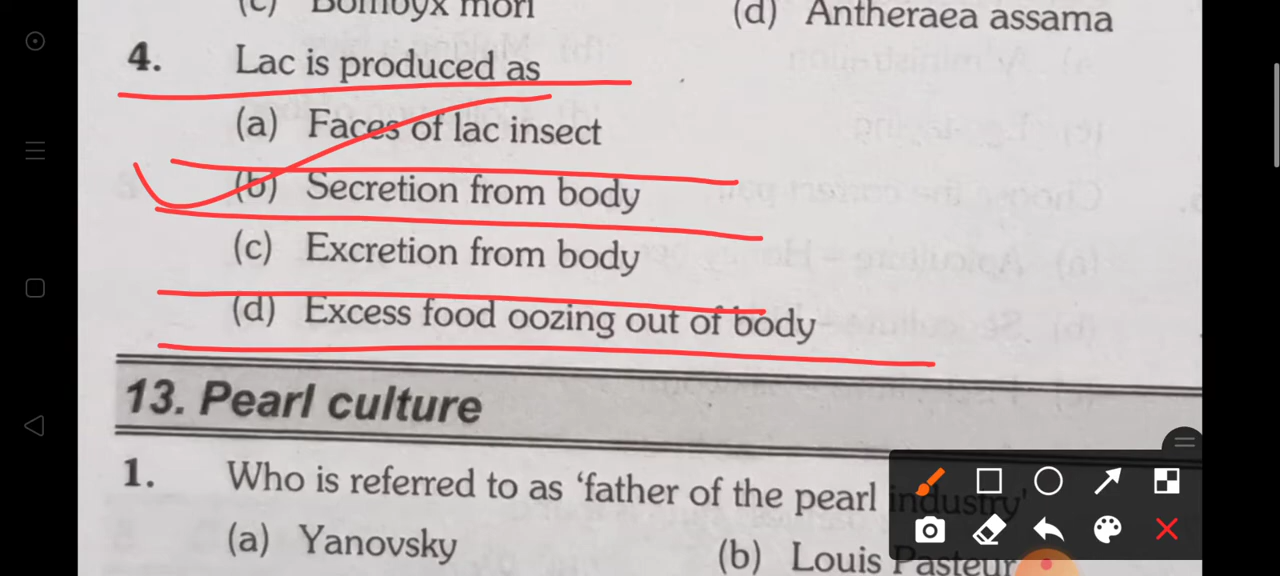 (c) Bombyx mori (d) Antheraea assama
4. Lac is produced as
(a) Faces of lac insect
(b) Secretion from body
(c) Excretion from body
(d) Excess food oozing out of body
13. Pearl culture
1. Who is referred to as ‘father of the pearl industry'
(a) Yanovsky (b) Louis Pasteur